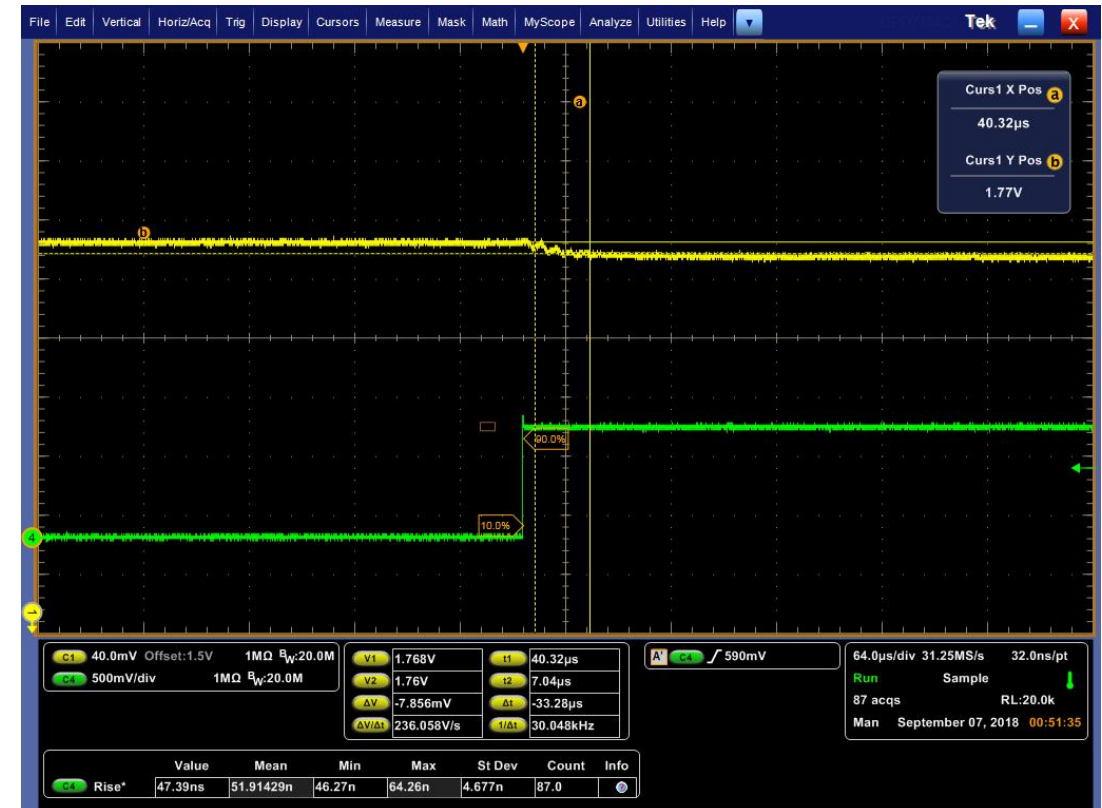 File Edit Vertical Horiz/Acq Trig Display Cursors Measure Mask Math MyScope Analyze Utilities Help Tek X
a
Curs1 X Pos a
40.32µs
Curs1 Y Pos b
1.77V
b
90.0%
10.0%
4
1
C1 40.0mV Offset:1.5V 1MΩ BW:20.0M
C4 500mV/div 1MΩ BW:20.0M
V1 1.768V t1 40.32µs
V2 1.76V t2 7.04µs
ΔV -7.856mV Δt -33.28µs
ΔV/Δt 236.058V/s 1/Δt 30.048kHz
A' C4 590mV
64.0µs/div 31.25MS/s 32.0ns/pt
Run Sample
87 acqs RL:20.0k
Man September 07, 2018 00:51:35
Value Mean Min Max St Dev Count Info
C4 Rise* 47.39ns 51.91429n 46.27n 64.26n 4.677n 87.0